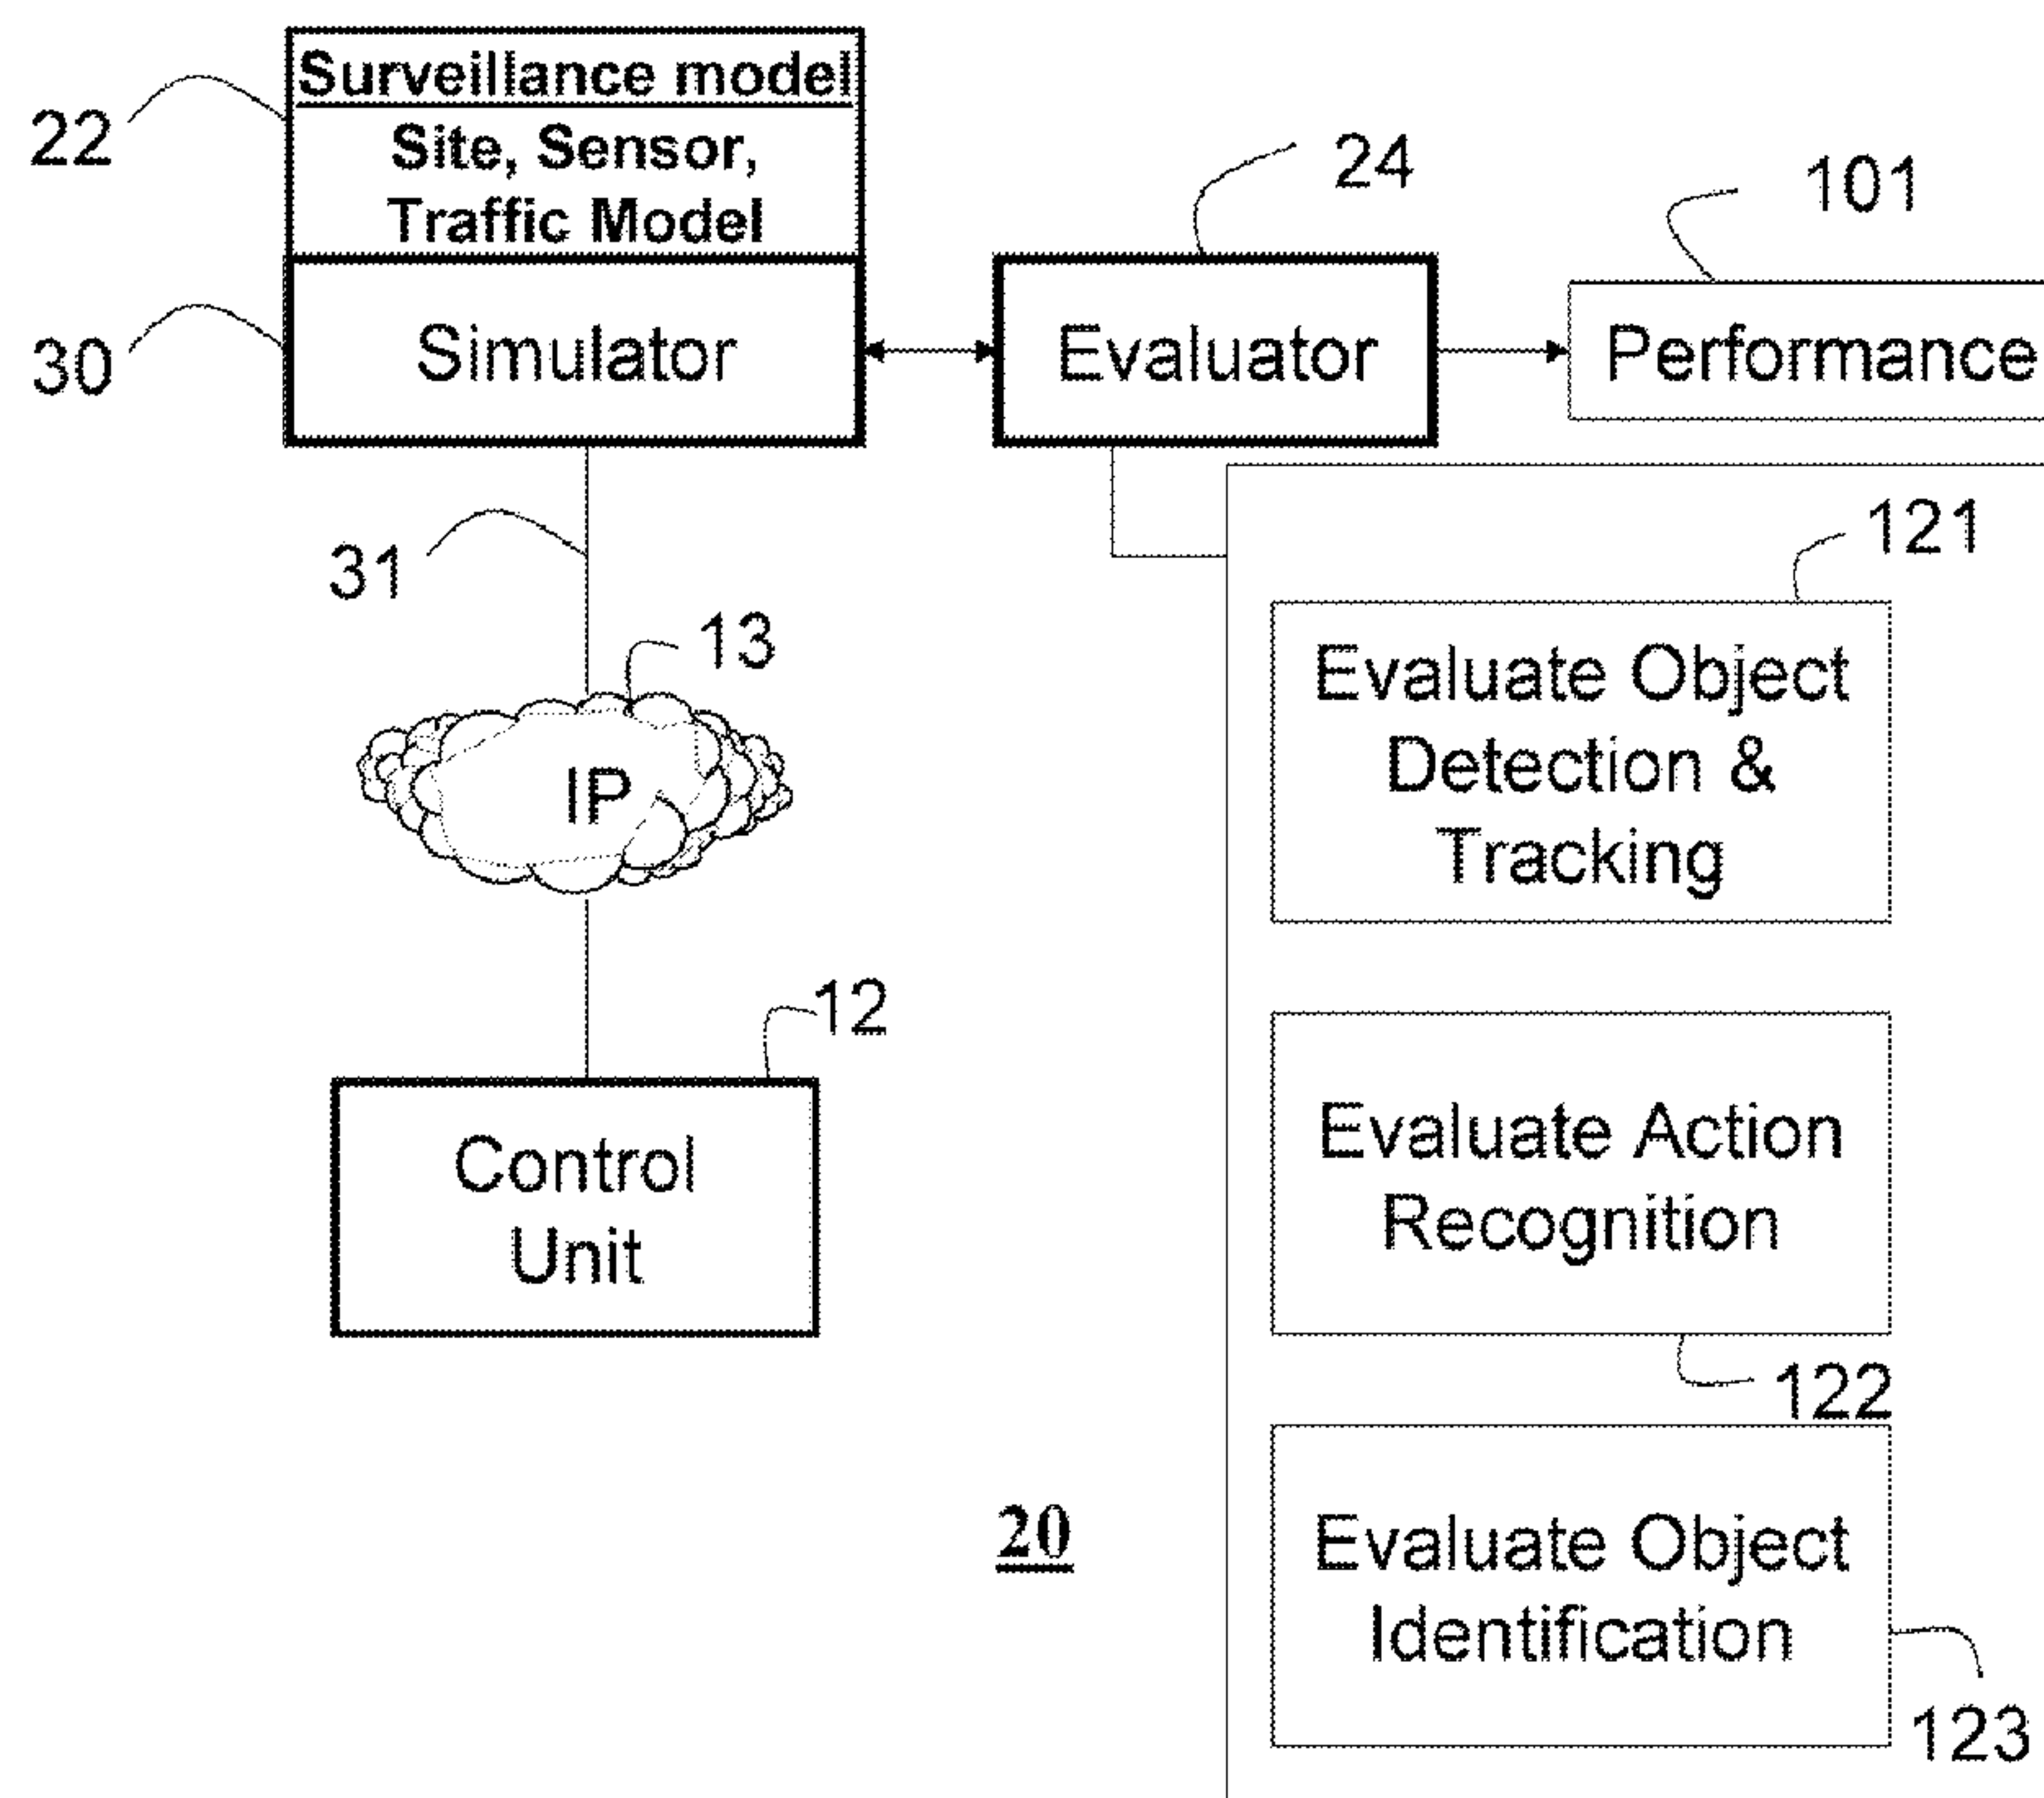 Surveillance model
22
Site, Sensor,
Traffic Model
24
101
30
Simulator
Evaluator
Performance
31
121
13
Evaluate Object
Detection &
Tracking
IP
12
Control
Unit
Evaluate Action
Recognition
122
20
Evaluate Object
Identification
123